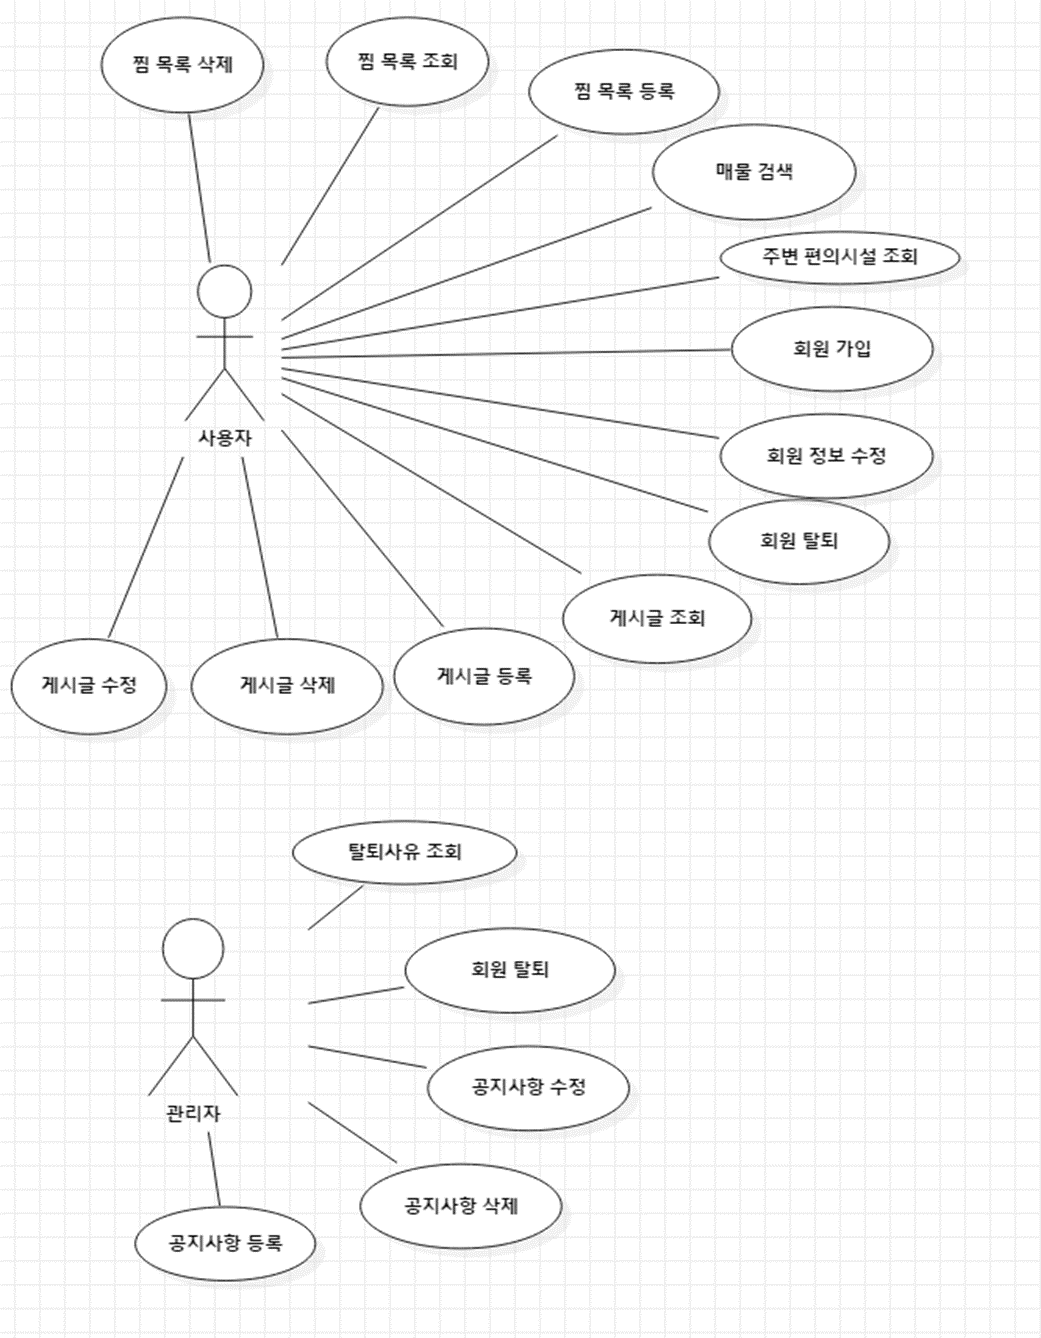 찜 목록 삭제
찜 목록 조회
찜 목록 등록
매물 검색
주변 편의시설 조회
회원 가입
사용자
회원 정보 수정
회원 탈퇴
게시글 조회
게시글 수정
게시글 삭제
게시글 등록
탈퇴사유 조회
회원 탈퇴
공지사항 수정
관리자
공지사항 삭제
공지사항 등록